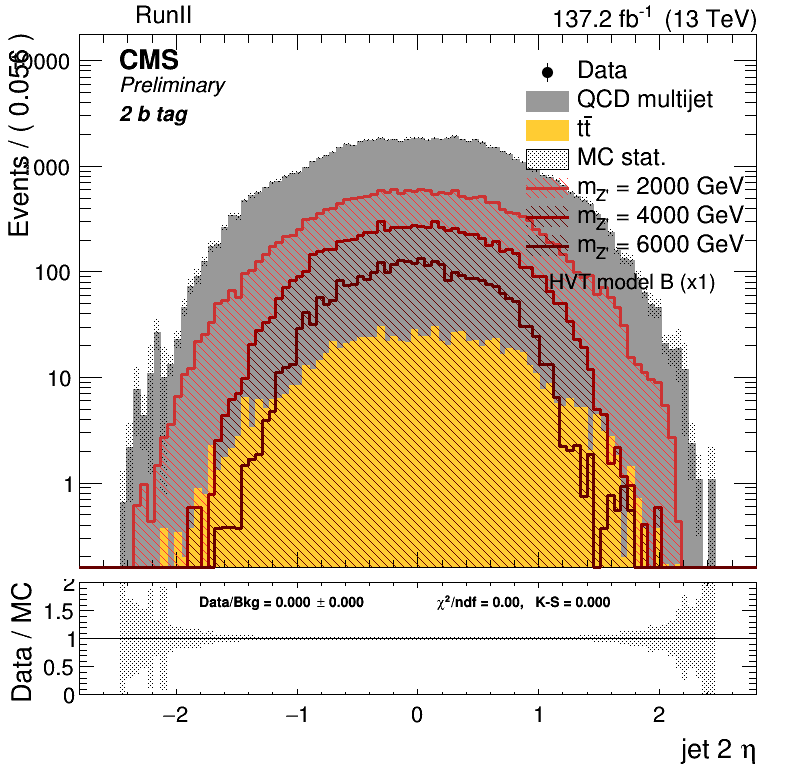 RunII 137.2 fb⁻¹ (13 TeV)
Events / ( 0.056 )
CMS
Preliminary
2 b tag
Data
QCD multijet
tt̄
MC stat.
m_Z' = 2000 GeV
m_Z' = 4000 GeV
m_Z' = 6000 GeV
HVT model B (x1)
10000
1000
100
10
1
Data / MC
Data/Bkg = 0.000 ± 0.000 χ²/ndf = 0.00, K-S = 0.000
2
1.5
1
0.5
0
−2 −1 0 1 2
jet 2 η